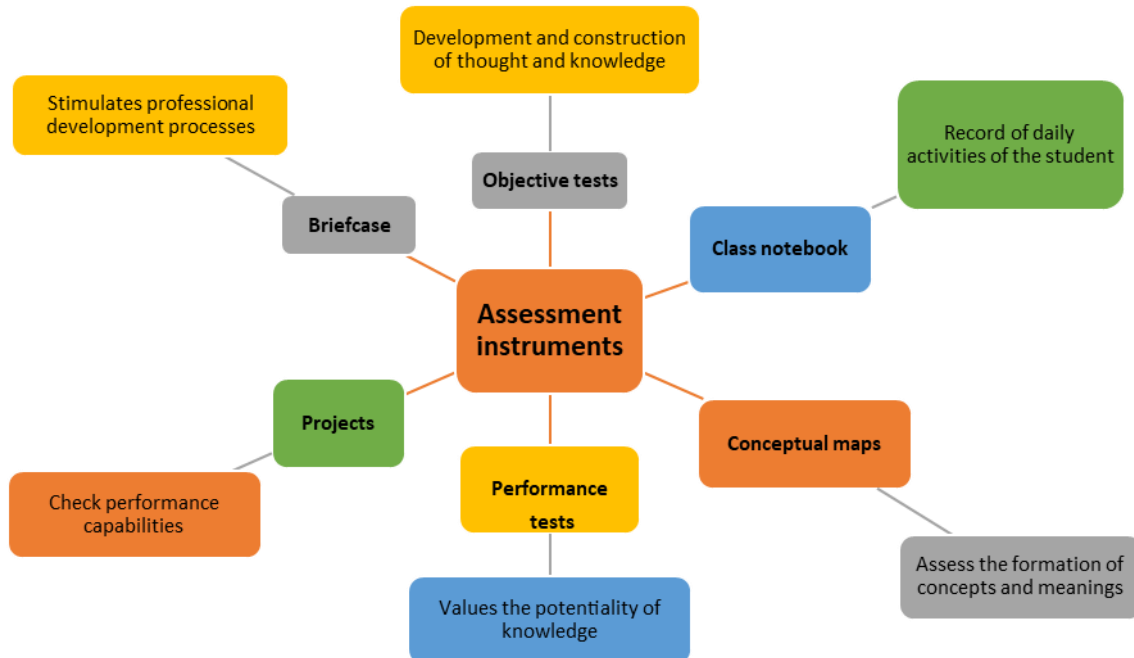 Development and construction
of thought and knowledge
Stimulates professional
development processes
Record of daily
activities of the student
Objective tests
Briefcase
Class notebook
Assessment
instruments
Projects
Conceptual maps
Performance
tests
Check performance
capabilities
Assess the formation of
concepts and meanings
Values the potentiality of
knowledge